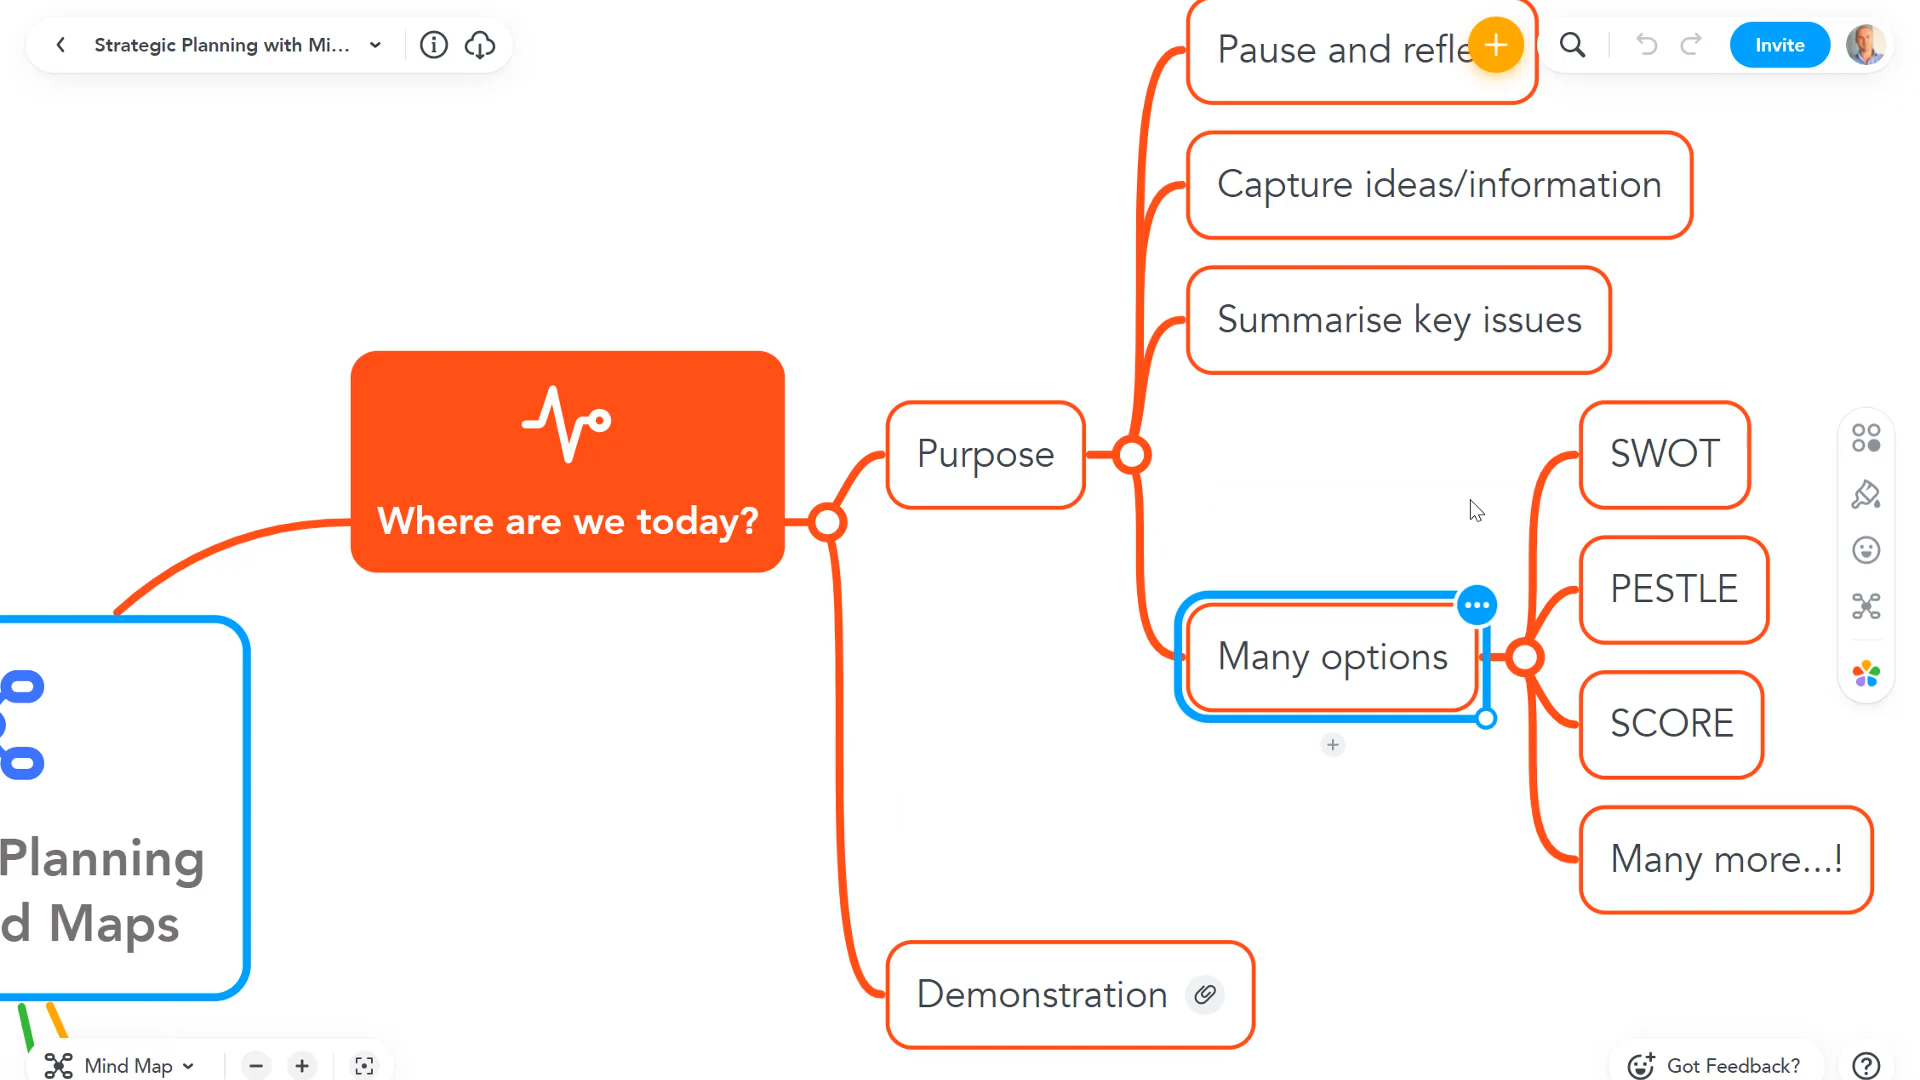 Strategic Planning with Mi...
Invite
Pause and refle
Capture ideas/information
Summarise key issues
Where are we today?
Purpose
SWOT
PESTLE
Many options
SCORE
Many more...!
Planning
d Maps
Demonstration
Mind Map
Got Feedback?